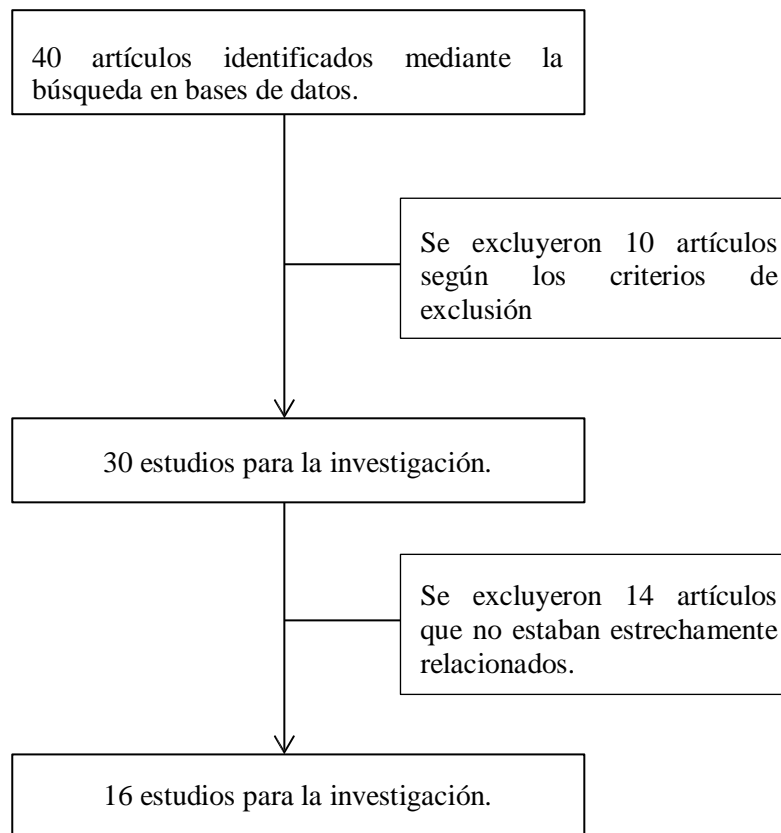 40 artículos identificados mediante la
búsqueda en bases de datos.
Se excluyeron 10 artículos
según los criterios de
exclusión
30 estudios para la investigación.
Se excluyeron 14 artículos
que no estaban estrechamente
relacionados.
16 estudios para la investigación.